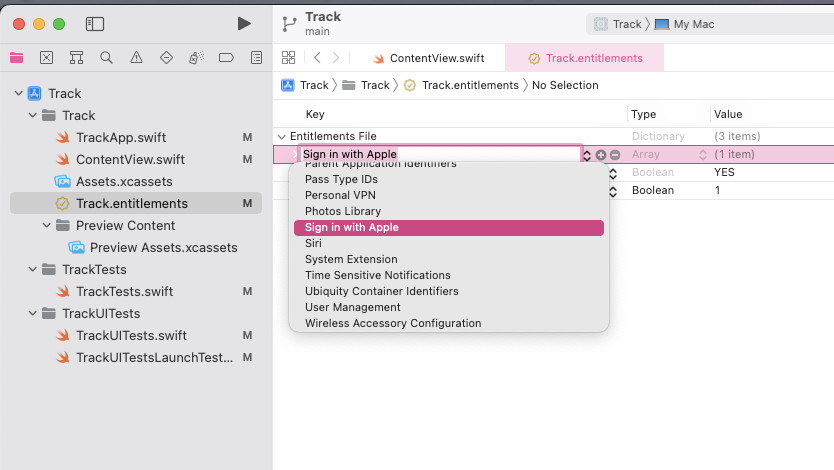 Track
main
Track
My Mac
ContentView.swift
Track.entitlements
Track
Track
Track.entitlements
No Selection
Track
Track
TrackApp.swift M
ContentView.swift M
Assets.xcassets
Track.entitlements M
Preview Content
Preview Assets.xcassets
TrackTests
TrackTests.swift M
TrackUITests
TrackUITests.swift M
TrackUITestsLaunchTest... M
Key Type Value
Entitlements File Dictionary (3 items)
Sign in with Apple Array (1 item)
Boolean YES
Boolean 1
Parent Application Identifiers
Pass Type IDs
Personal VPN
Photos Library
Sign in with Apple
Siri
System Extension
Time Sensitive Notifications
Ubiquity Container Identifiers
User Management
Wireless Accessory Configuration